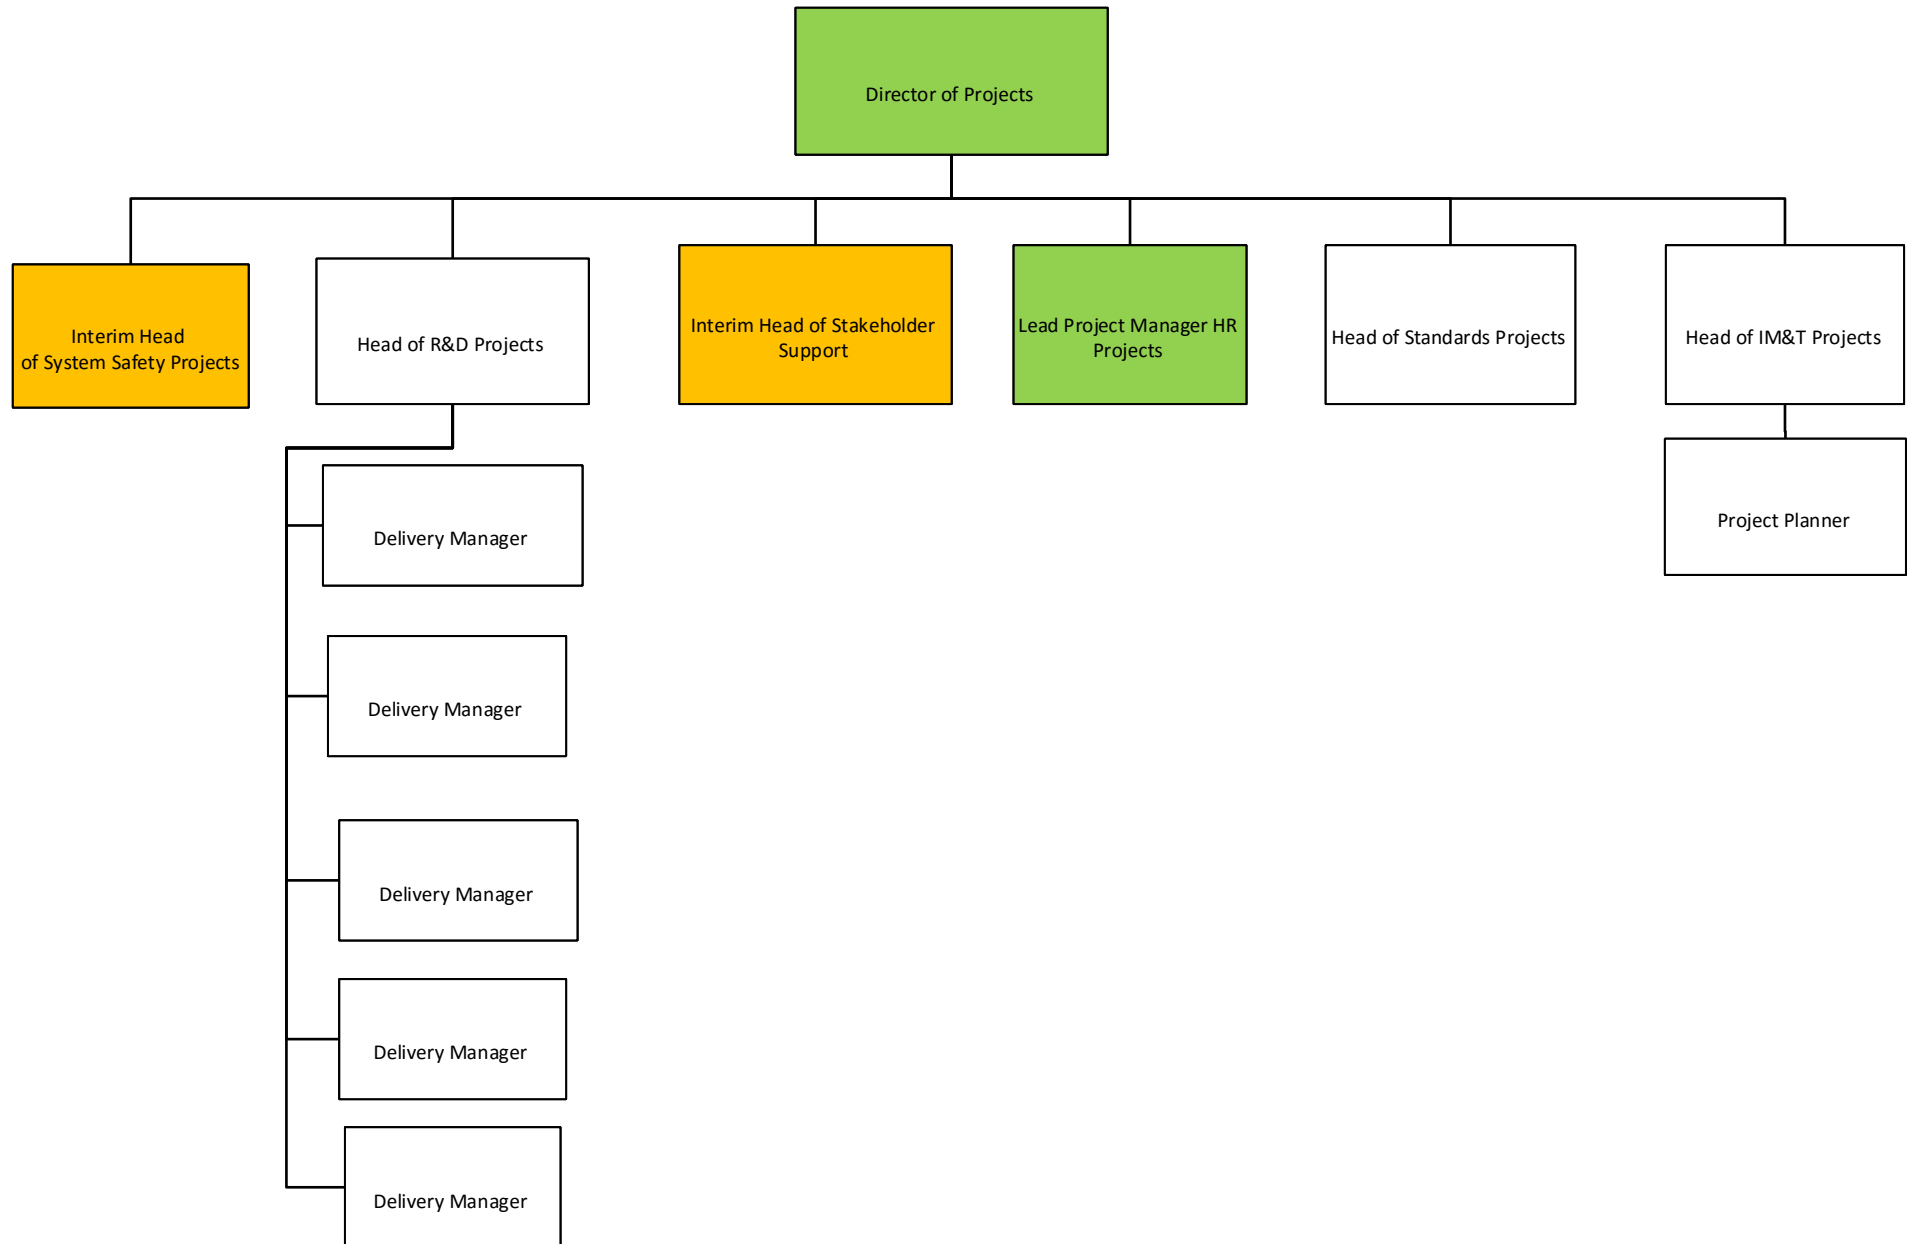 Director of Projects
Interim Head
of System Safety Projects
Head of R&D Projects
Interim Head of Stakeholder
Support
Lead Project Manager HR
Projects
Head of Standards Projects
Head of IM&T Projects
Delivery Manager
Project Planner
Delivery Manager
Delivery Manager
Delivery Manager
Delivery Manager